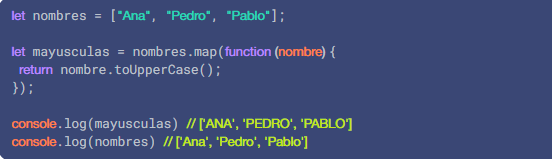 let nombres = ["Ana", "Pedro", "Pablo"];
let mayusculas = nombres.map(function (nombre) {
return nombre.toUpperCase();
});
console.log(mayusculas) // ['ANA', 'PEDRO', 'PABLO']
console.log(nombres) // ['Ana', 'Pedro', 'Pablo']